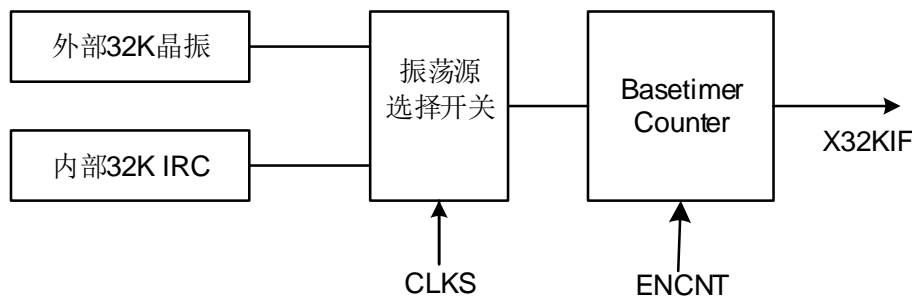 外部32K晶振
内部32K IRC
振荡源
选择开关
Basetimer
Counter
X32KIF
CLKS
ENCNT